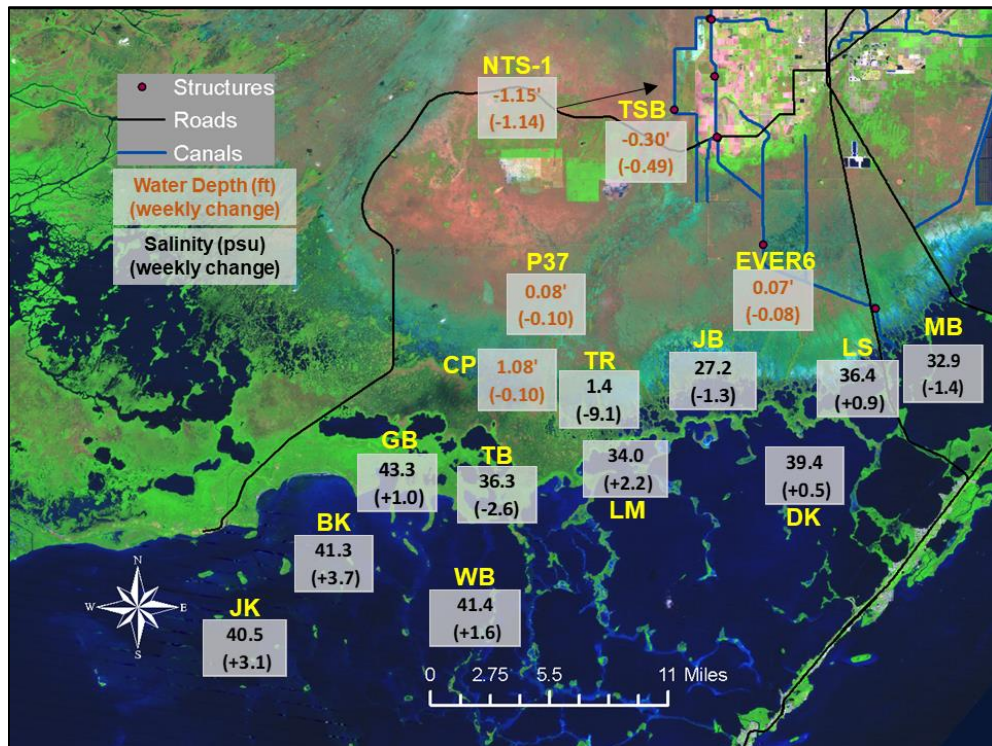 NTS-1
-1.15'
(-1.14)
Structures
Roads
Canals
TSB
-0.30'
(-0.49)
Water Depth (ft)
(weekly change)
Salinity (psu)
(weekly change)
P37
0.08'
(-0.10)
EVER6
0.07'
(-0.08)
MB
32.9
(-1.4)
CP
1.08'
(-0.10)
TR
1.4
(-9.1)
JB
27.2
(-1.3)
LS
36.4
(+0.9)
GB
43.3
(+1.0)
TB
36.3
(-2.6)
34.0
(+2.2)
LM
39.4
(+0.5)
DK
BK
41.3
(+3.7)
WB
41.4
(+1.6)
JK
40.5
(+3.1)
N
W E
S
0 2.75 5.5 11 Miles